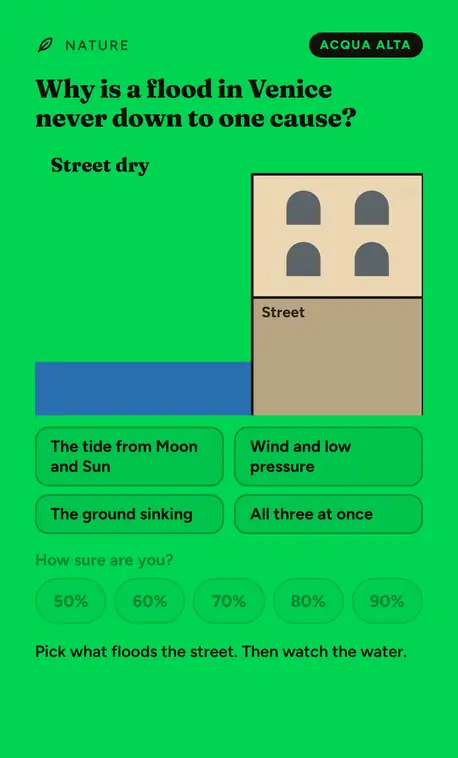 NATURE
ACQUA ALTA
Why is a flood in Venice
never down to one cause?
Street dry
Street
The tide from Moon
and Sun
Wind and low
pressure
The ground sinking
All three at once
How sure are you?
50%
60%
70%
80%
90%
Pick what floods the street. Then watch the water.